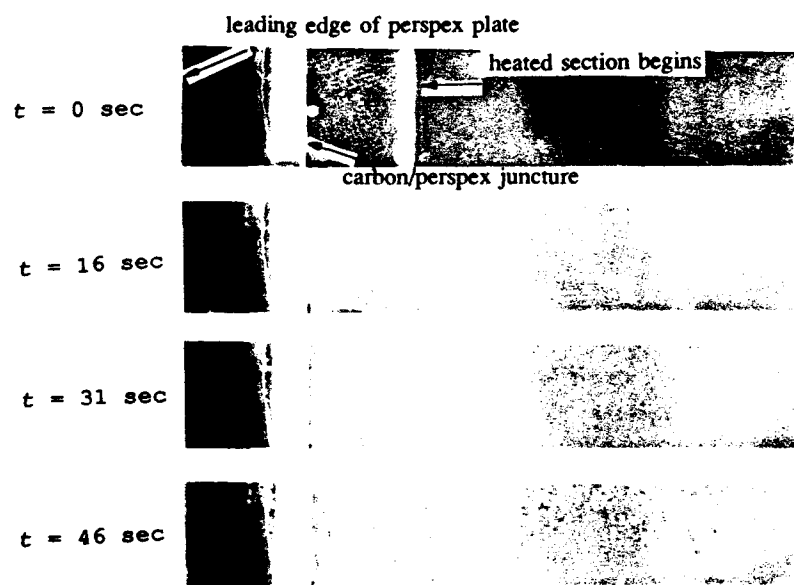 leading edge of perspex plate
heated section begins
t = 0 sec
carbon/perspex juncture
t = 16 sec
t = 31 sec
t = 46 sec